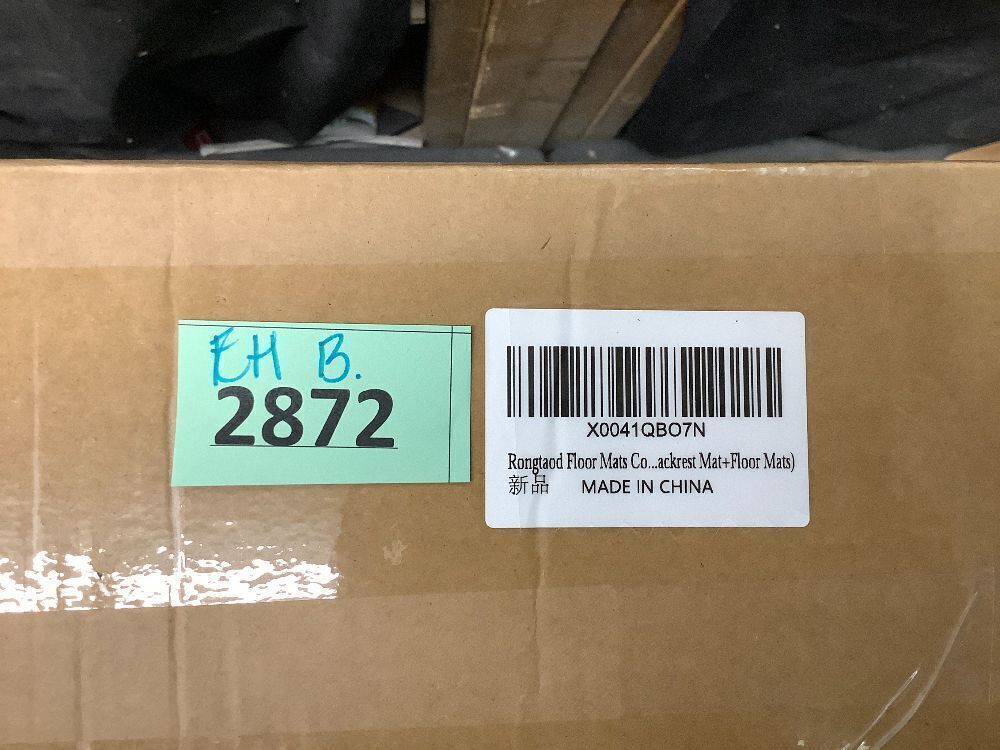 EH B.
2872
X0041QBO7N
Rongtaod Floor Mats Co...ackrest Mat+Floor Mats)
新品 MADE IN CHINA